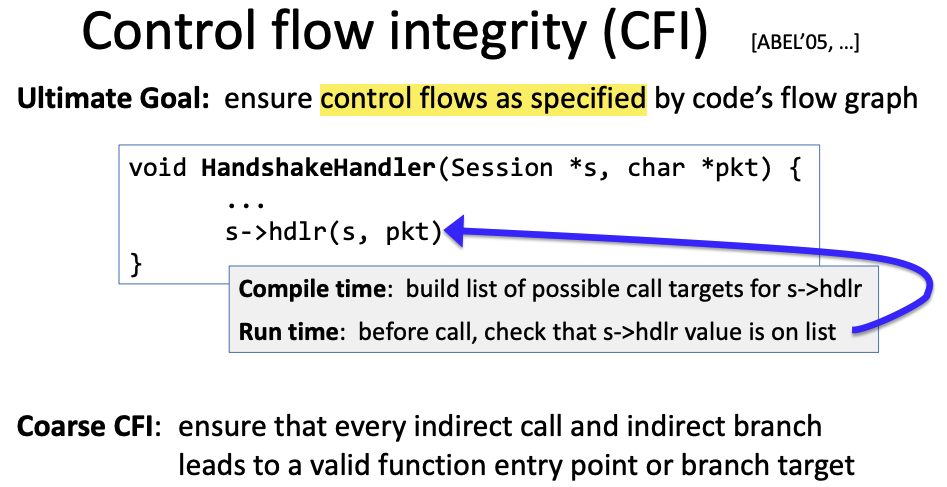 Control flow integrity (CFI) [ABEL’05, …]
Ultimate Goal: ensure control flows as specified by code’s flow graph
void HandshakeHandler(Session *s, char *pkt) {
...
s->hdlr(s, pkt)
}
Compile time: build list of possible call targets for s->hdlr
Run time: before call, check that s->hdlr value is on list
Coarse CFI: ensure that every indirect call and indirect branch
leads to a valid function entry point or branch target